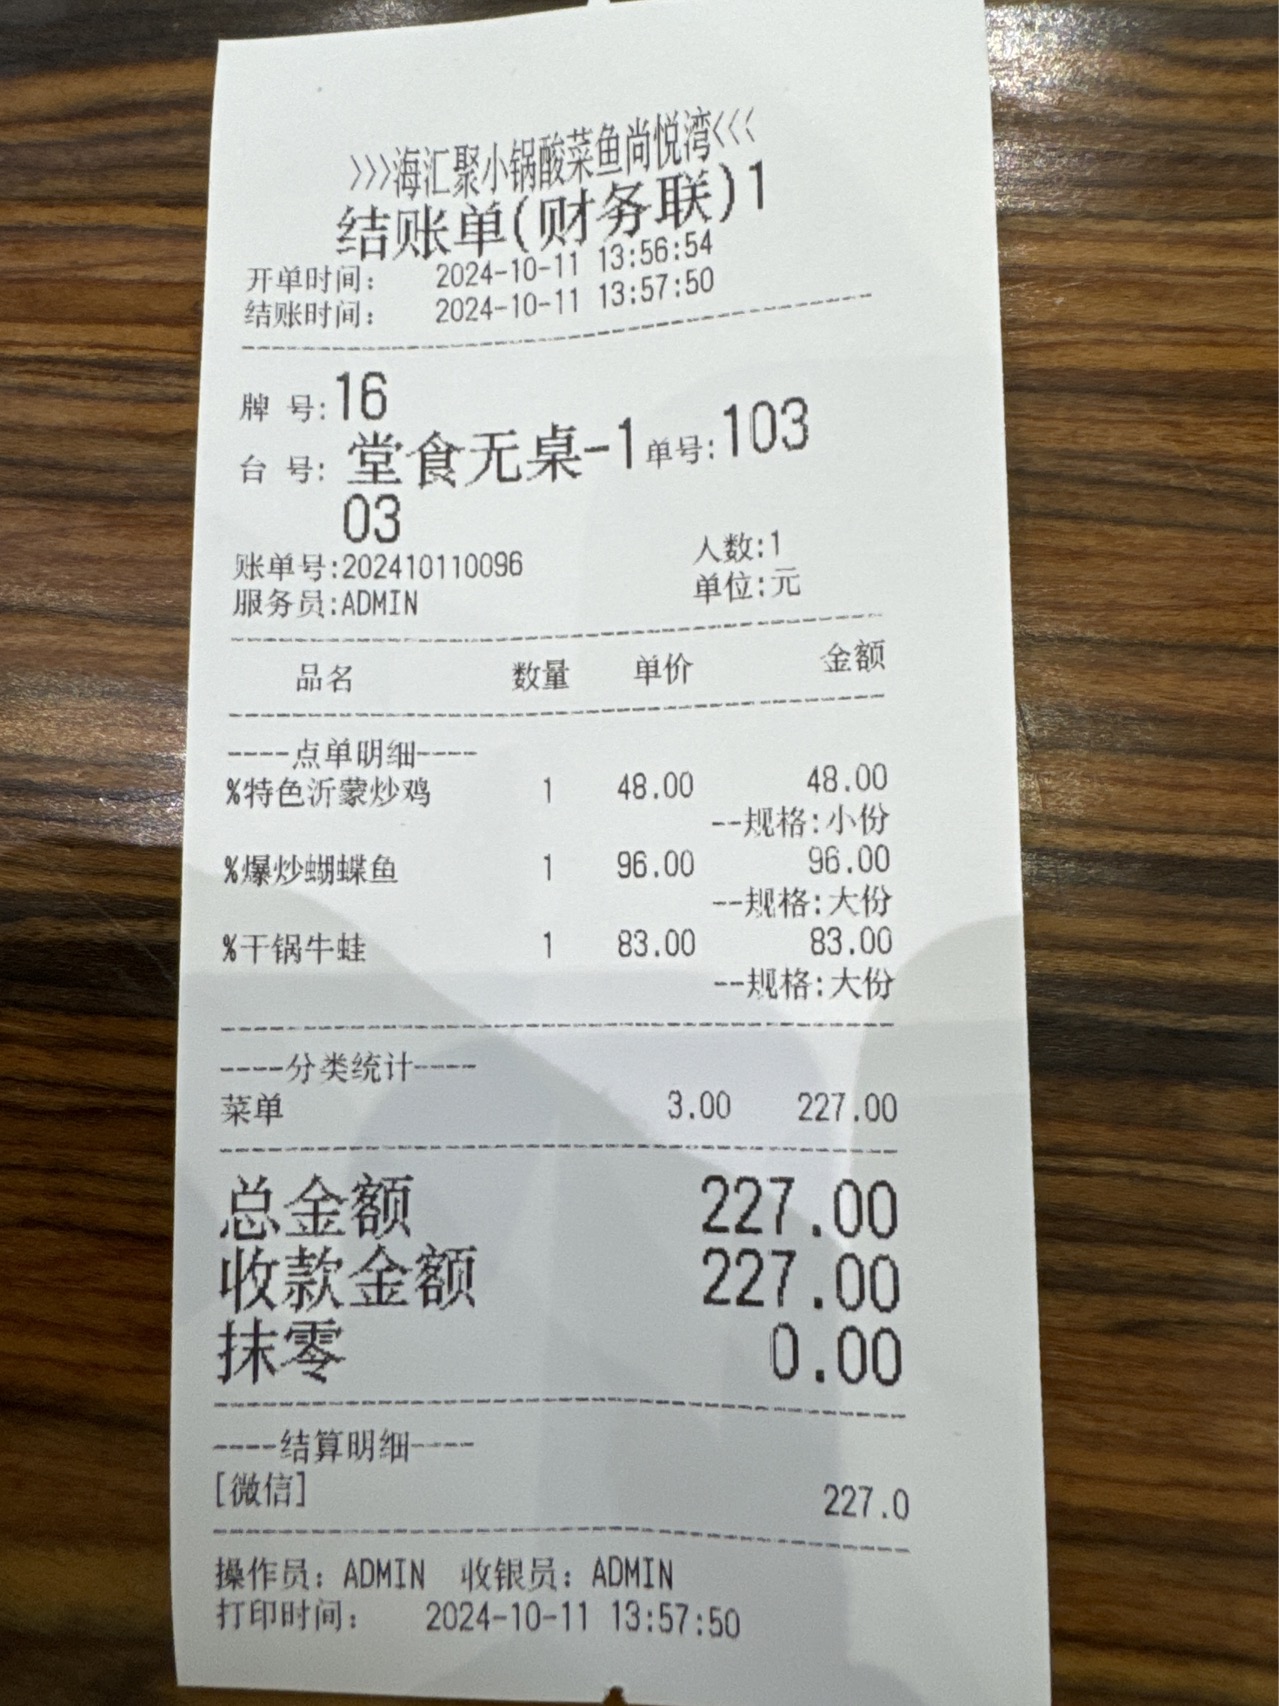 >>>海汇聚小锅酸菜鱼尚悦湾<<<
结账单(财务联)1
开单时间： 2024-10-11 13:56:54
结账时间： 2024-10-11 13:57:50
牌 号:16
台 号: 堂食无桌-1 单号:103
03
账单号:202410110096 人数:1
服务员:ADMIN 单位:元
品名 数量 单价 金额
----点单明细----
%特色沂蒙炒鸡 1 48.00 48.00
--规格:小份
%爆炒蝴蝶鱼 1 96.00 96.00
--规格:大份
%干锅牛蛙 1 83.00 83.00
--规格:大份
----分类统计----
菜单 3.00 227.00
总金额 227.00
收款金额 227.00
抹零 0.00
----结算明细----
[微信] 227.0
操作员：ADMIN 收银员：ADMIN
打印时间： 2024-10-11 13:57:50